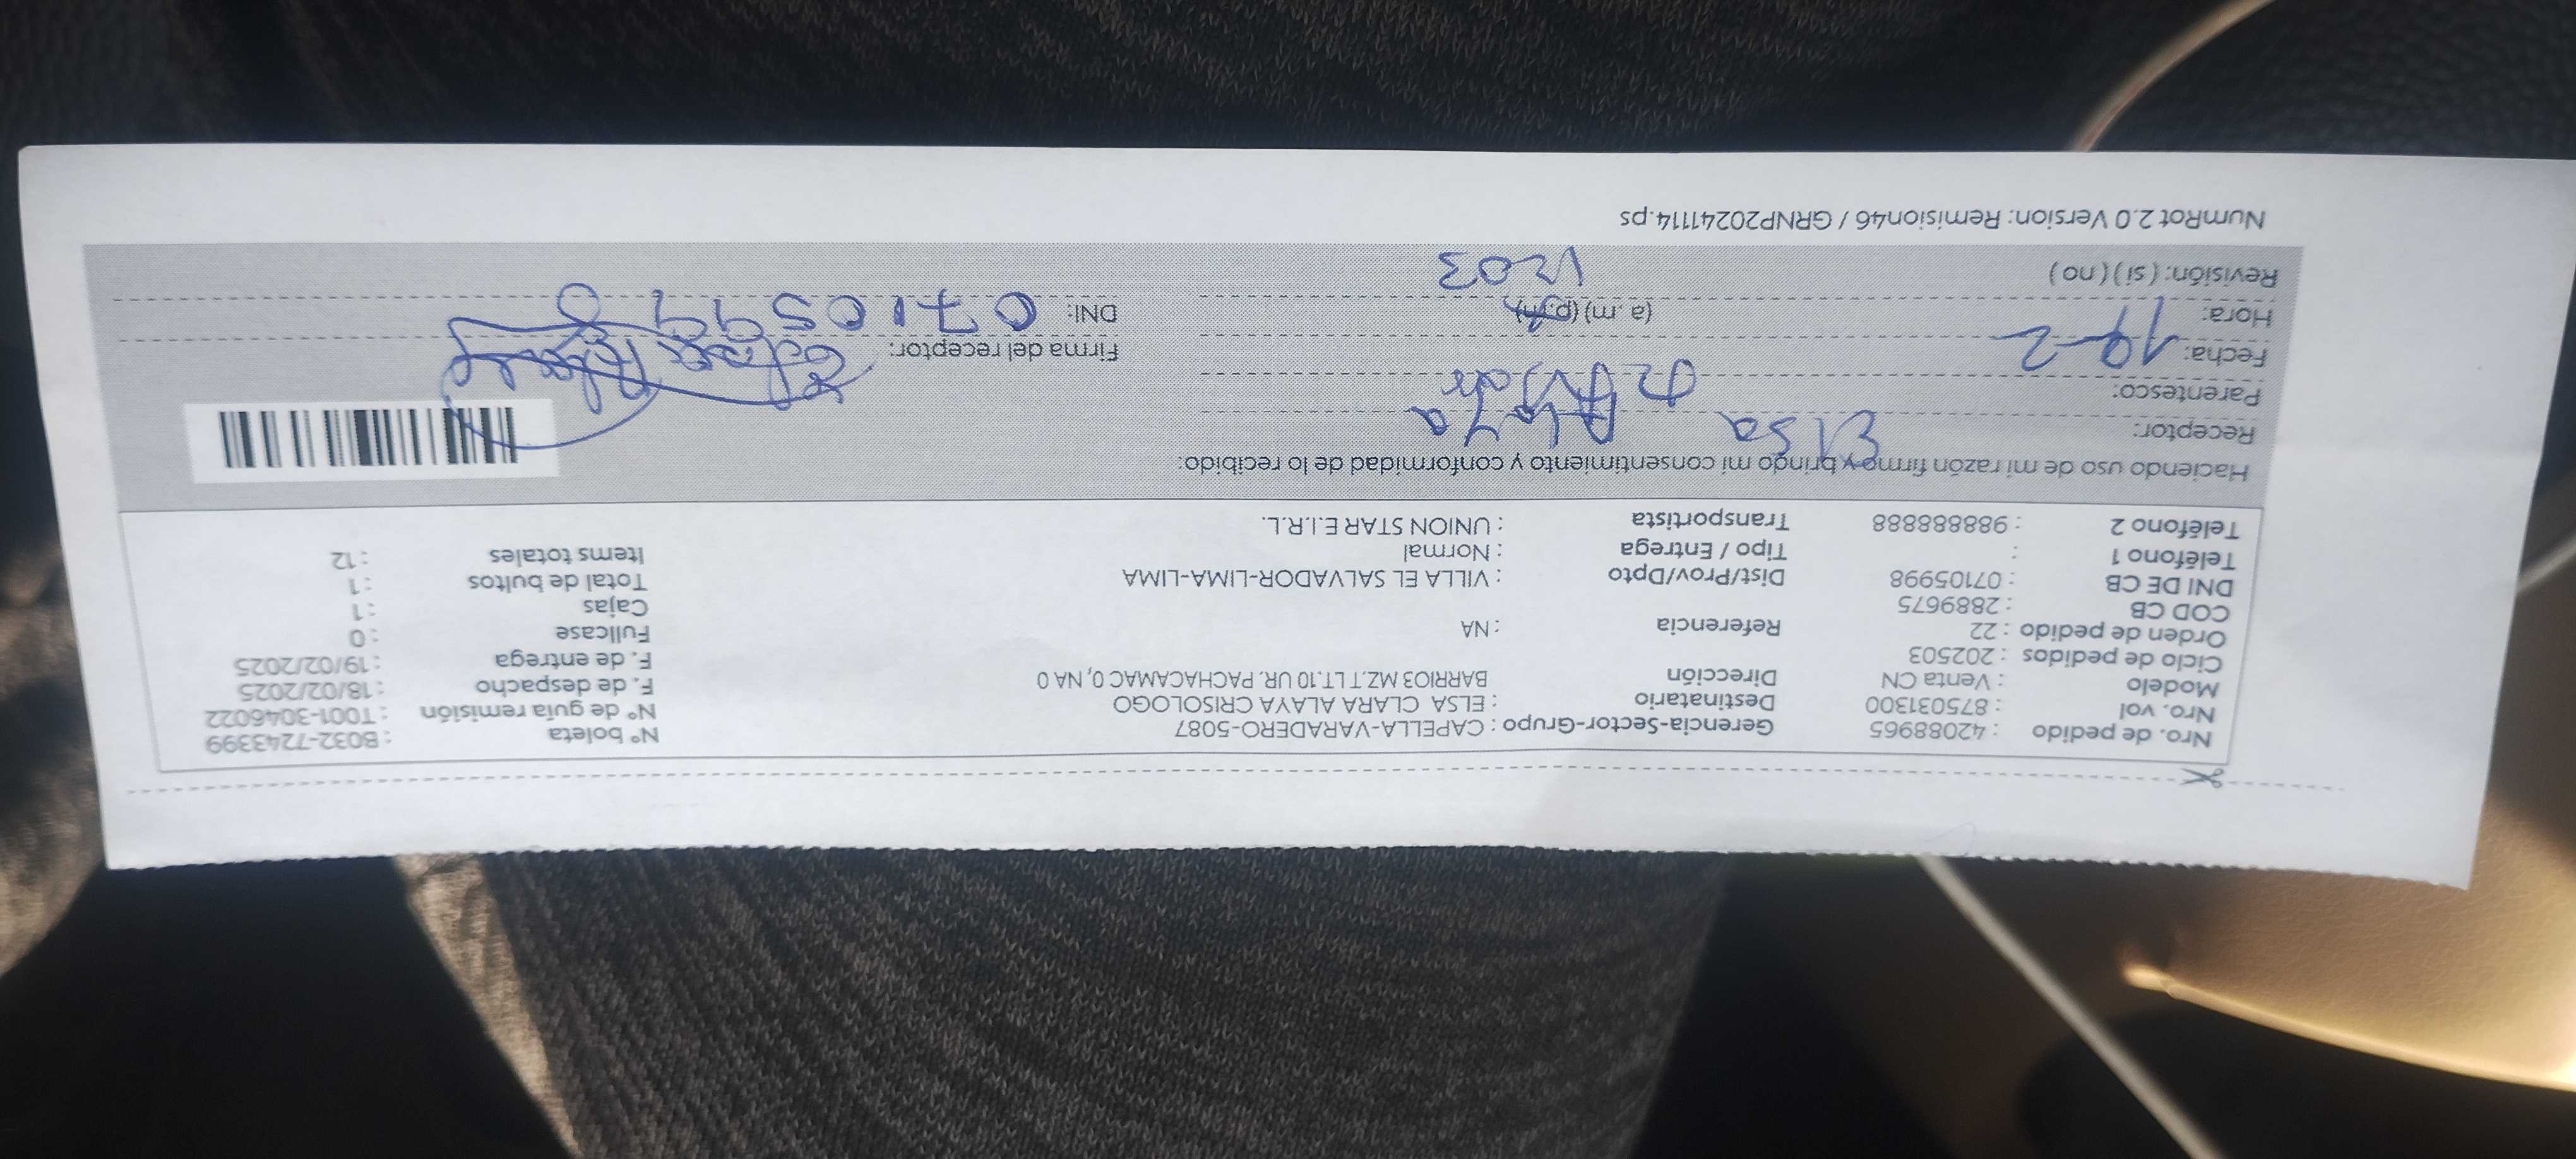 Nro. de pedido : 42088965 Gerencia-Sector-Grupo : CAPELLA-VARADERO-5087 N° boleta : B032-7243399
Nro. vol : 875031300 Destinatario : ELSA CLARA ALAYA CRISOLOGO N° de guía remisión : T001-3046022
Modelo : Venta CN Dirección BARRIO3 MZ.T LT.10 UR. PACHACAMAC 0, NA 0 F. de despacho : 18/02/2025
Ciclo de pedidos : 202503 F. de entrega : 19/02/2025
Orden de pedido : 22 Referencia : NA Fullcase : 0
COD CB : 2889675 Cajas : 1
DNI DE CB : 07105998 Dist/Prov/Dpto : VILLA EL SALVADOR-LIMA-LIMA Total de bultos : 1
Teléfono 1 : Tipo / Entrega : Normal Items totales : 12
Teléfono 2 : 988888888 Transportista : UNION STAR E.I.R.L.
Haciendo uso de mi razón firmo y bringo mi consentimiento y conformidad de lo recibido:
Receptor: Elsa Alaya
Parentesco:
Fecha: 19-2 Firma del receptor:
Hora: (a.m) (p.m) DNI: 07105998
Revisión: (si) (no) 1203
NumRot 2.0 Version: Remision46 / GRNP20241114.ps